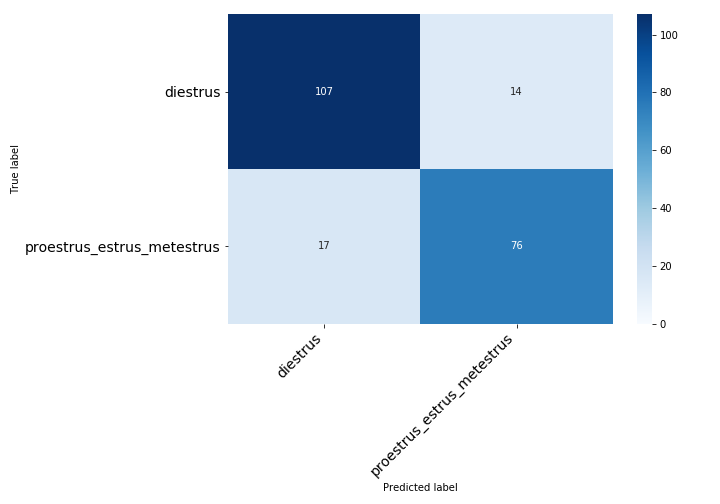 diestrus
107
14
100
80
60
40
20
0
True label
proestrus_estrus_metestrus
17
76
diestrus
proestrus_estrus_metestrus
Predicted label